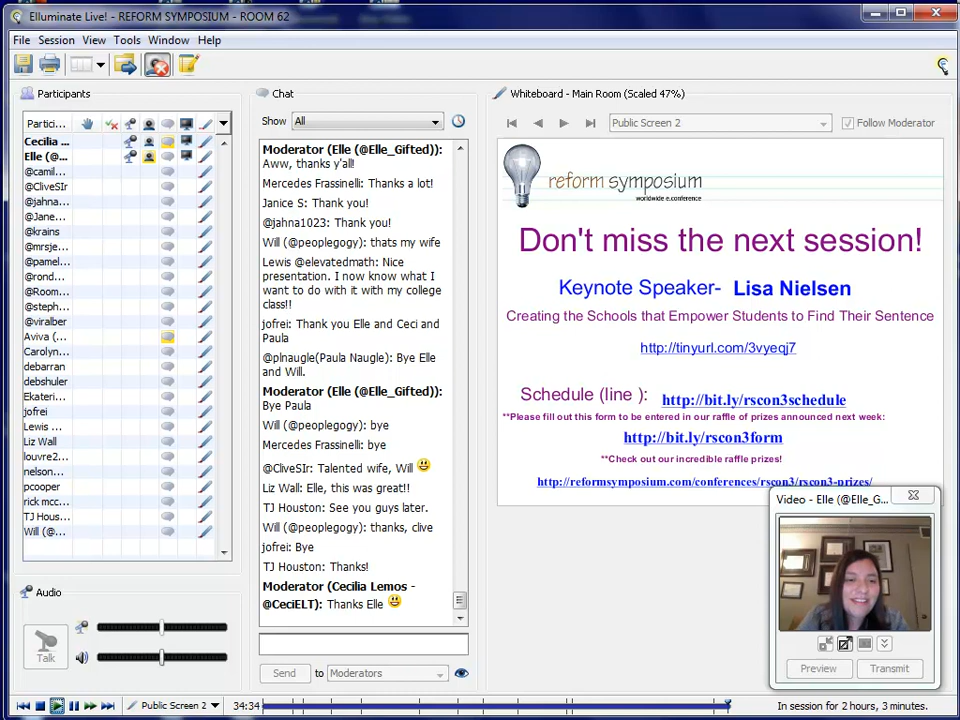 Elluminate Live! - REFORM SYMPOSIUM - ROOM 62
File Session View Tools Window Help
Participants
Partici...
Cecilia ...
Elle (@...
@camil...
@CliveSIr
@jahna...
@Jane...
@krains
@mrsje...
@pamel...
@rond...
@Room...
@steph...
@viralber
Aviva (...
Carolyn...
debarran
debshuler
Ekateri...
jofrei
Lewis ...
Liz Wall
louvre2...
nelson...
pcooper
rick mcc...
TJ Hous...
Will (@...
Audio
Talk
Chat
Show All
Moderator (Elle (@Elle_Gifted)):
Aww, thanks y'all!
Mercedes Frassinelli: Thanks a lot!
Janice S: Thank you!
@jahna1023: Thank you!
Will (@peoplegogy): thats my wife
Lewis @elevatedmath: Nice
presentation. I now know what I
want to do with it with my college
class!!
jofrei: Thank you Elle and Ceci and
Paula
@plnaugle(Paula Naugle): Bye Elle
and Will.
Moderator (Elle (@Elle_Gifted)):
Bye Paula
Will (@peoplegogy): bye
Mercedes Frassinelli: bye
@CliveSIr: Talented wife, Will
Liz Wall: Elle, this was great!!
TJ Houston: See you guys later.
Will (@peoplegogy): thanks, clive
jofrei: Bye
TJ Houston: Thanks!
Moderator (Cecilia Lemos -
@CeciELT): Thanks Elle
Send to Moderators
Whiteboard - Main Room (Scaled 47%)
Public Screen 2
Follow Moderator
reform symposium
worldwide e.conference
Don't miss the next session!
Keynote Speaker- Lisa Nielsen
Creating the Schools that Empower Students to Find Their Sentence
http://tinyurl.com/3vyeqj7
Schedule (line ): http://bit.ly/rscon3schedule
**Please fill out this form to be entered in our raffle of prizes announced next week:
http://bit.ly/rscon3form
**Check out our incredible raffle prizes!
http://reformsymposium.com/conferences/rscon3/rscon3-prizes/
Video - Elle (@Elle_G...
Preview Transmit
Public Screen 2 34:34
In session for 2 hours, 3 minutes.